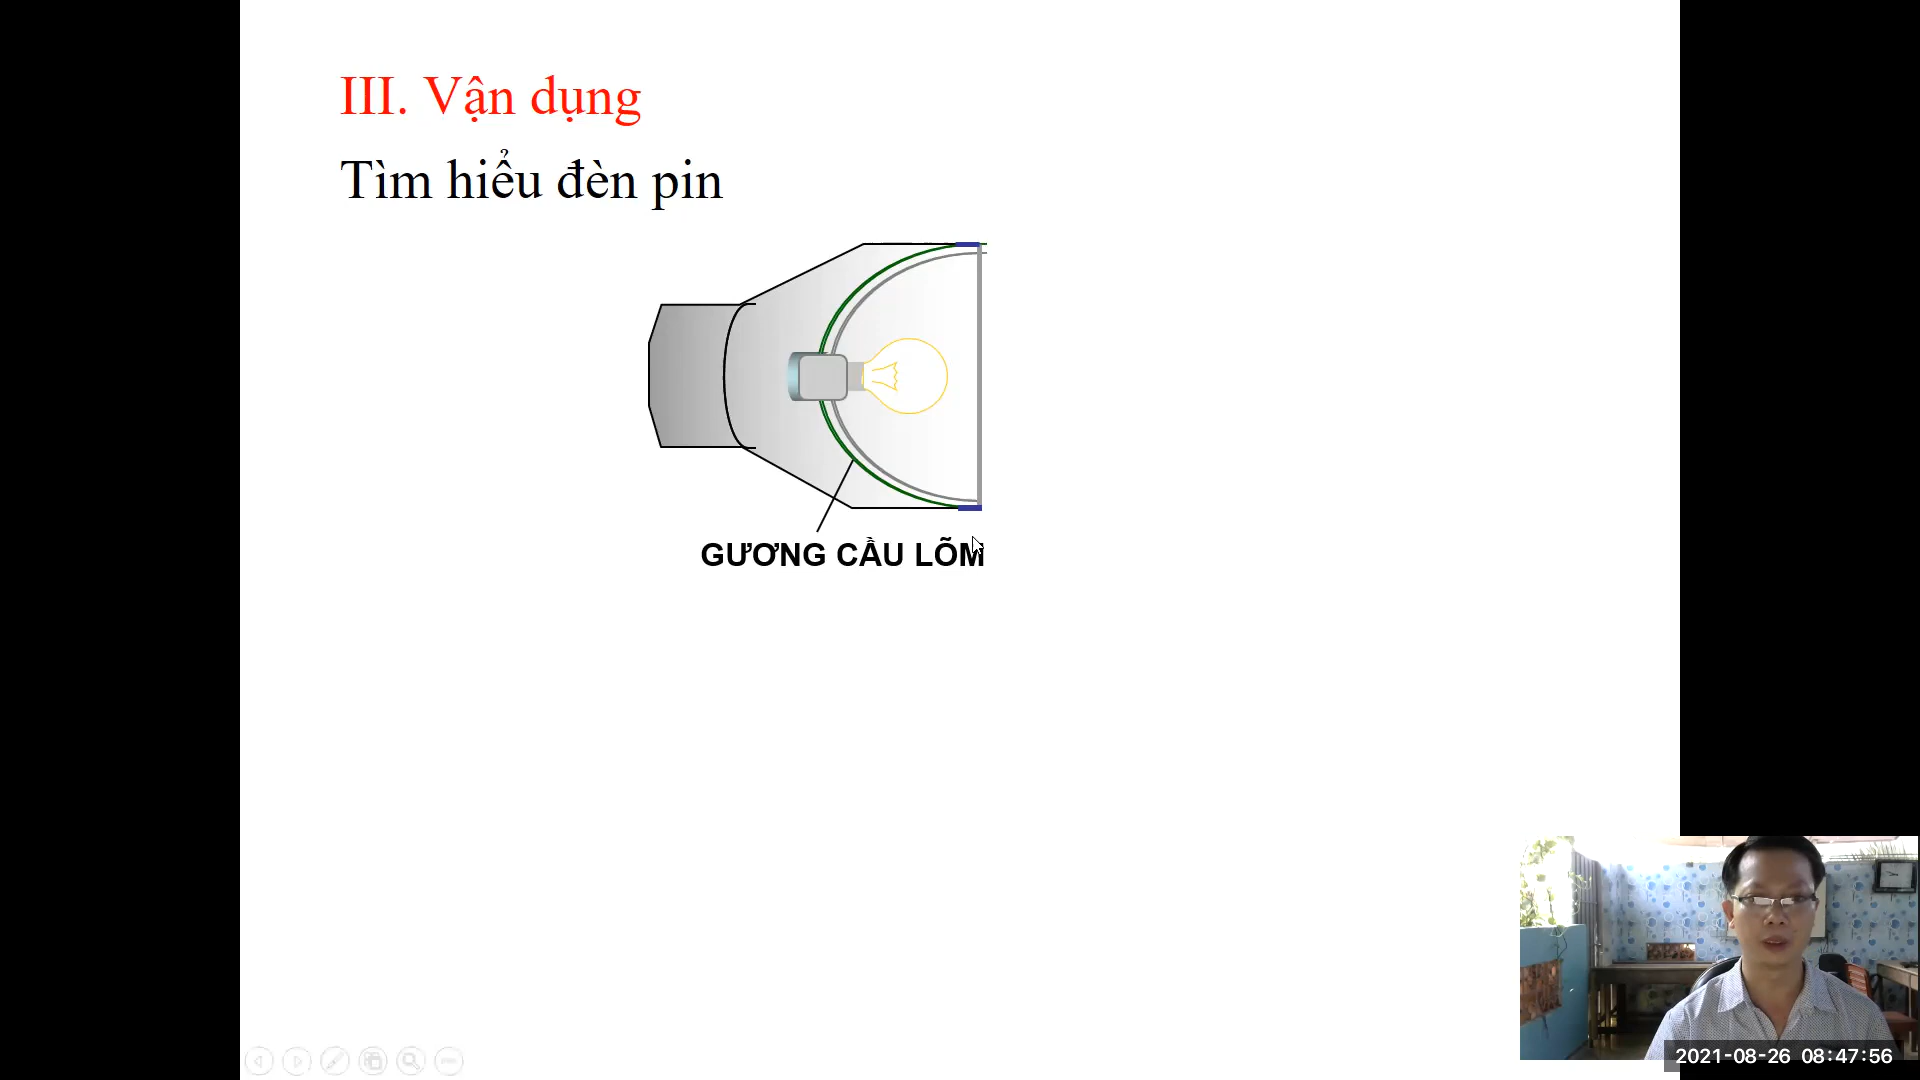 III. Vận dụng
Tìm hiểu đèn pin
GƯƠNG CẦU LÕM
2021-08-26 08:47:56